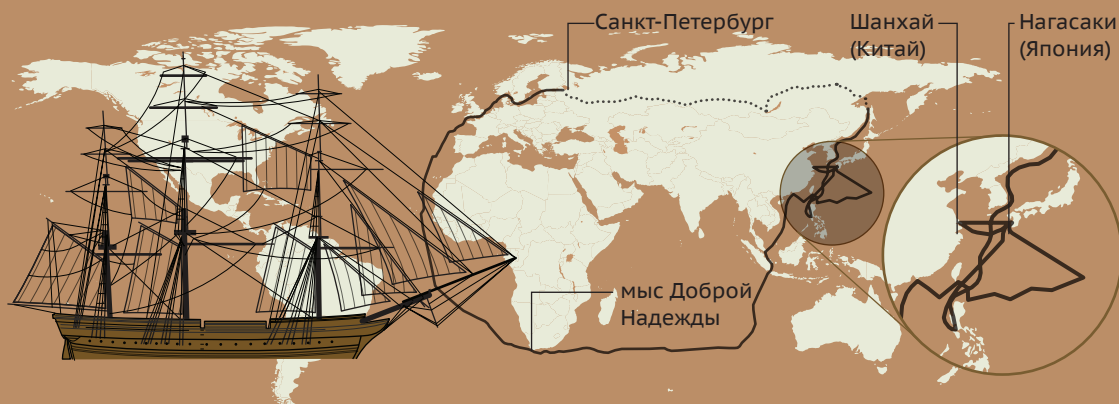 Санкт-Петербург
Шанхай
(Китай)
Нагасаки
(Япония)
мыс Доброй
Надежды